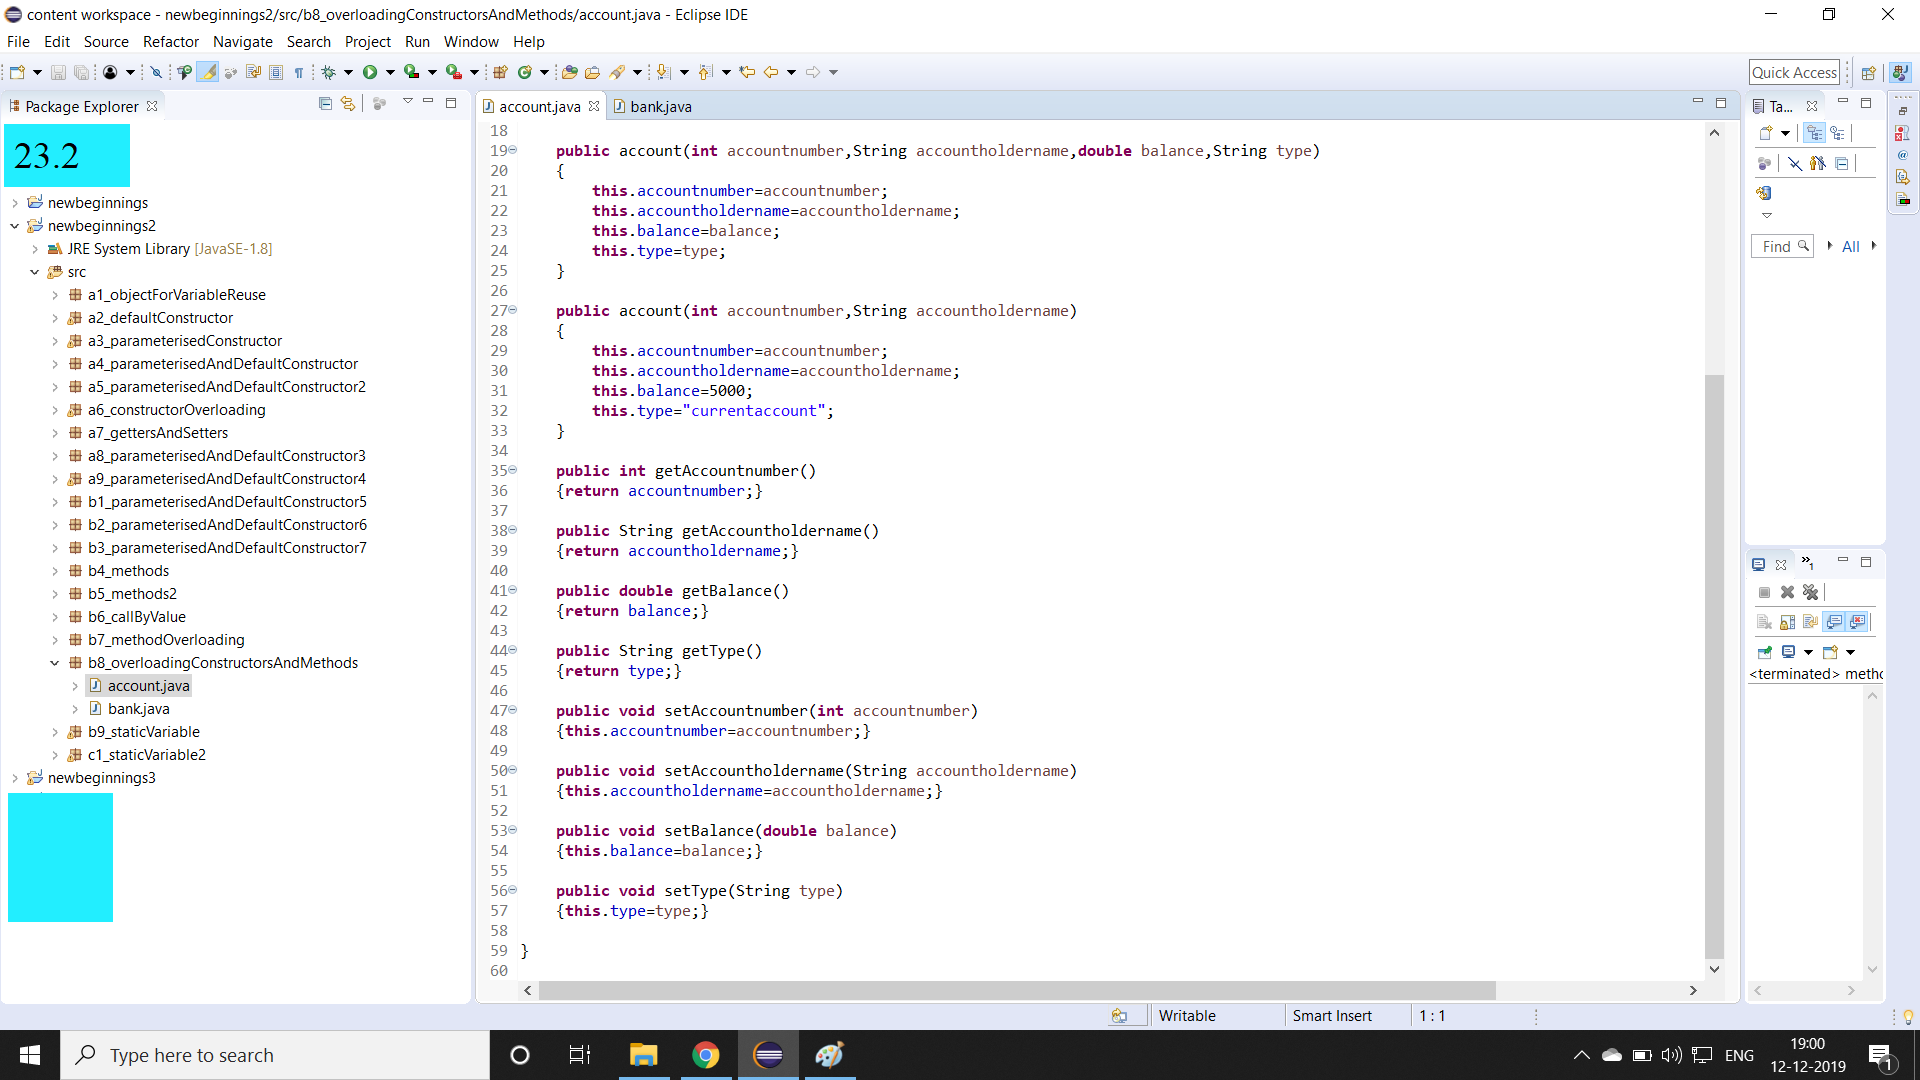 content workspace - newbeginnings2/src/b8_overloadingConstructorsAndMethods/account.java - Eclipse IDE
File Edit Source Refactor Navigate Search Project Run Window Help
Quick Access
Package Explorer
23.2
newbeginnings
newbeginnings2
JRE System Library [JavaSE-1.8]
src
a1_objectForVariableReuse
a2_defaultConstructor
a3_parameterisedConstructor
a4_parameterisedAndDefaultConstructor
a5_parameterisedAndDefaultConstructor2
a6_constructorOverloading
a7_gettersAndSetters
a8_parameterisedAndDefaultConstructor3
a9_parameterisedAndDefaultConstructor4
b1_parameterisedAndDefaultConstructor5
b2_parameterisedAndDefaultConstructor6
b3_parameterisedAndDefaultConstructor7
b4_methods
b5_methods2
b6_callByValue
b7_methodOverloading
b8_overloadingConstructorsAndMethods
account.java
bank.java
b9_staticVariable
c1_staticVariable2
newbeginnings3
account.java bank.java
18
19 public account(int accountnumber,String accountholdername,double balance,String type)
20 {
21 this.accountnumber=accountnumber;
22 this.accountholdername=accountholdername;
23 this.balance=balance;
24 this.type=type;
25 }
26
27 public account(int accountnumber,String accountholdername)
28 {
29 this.accountnumber=accountnumber;
30 this.accountholdername=accountholdername;
31 this.balance=5000;
32 this.type="currentaccount";
33 }
34
35 public int getAccountnumber()
36 {return accountnumber;}
37
38 public String getAccountholdername()
39 {return accountholdername;}
40
41 public double getBalance()
42 {return balance;}
43
44 public String getType()
45 {return type;}
46
47 public void setAccountnumber(int accountnumber)
48 {this.accountnumber=accountnumber;}
49
50 public void setAccountholdername(String accountholdername)
51 {this.accountholdername=accountholdername;}
52
53 public void setBalance(double balance)
54 {this.balance=balance;}
55
56 public void setType(String type)
57 {this.type=type;}
58
59 }
60
Ta...
Find All
<terminated> metho
Writable Smart Insert 1 : 1
Type here to search
ENG
19:00
12-12-2019
1